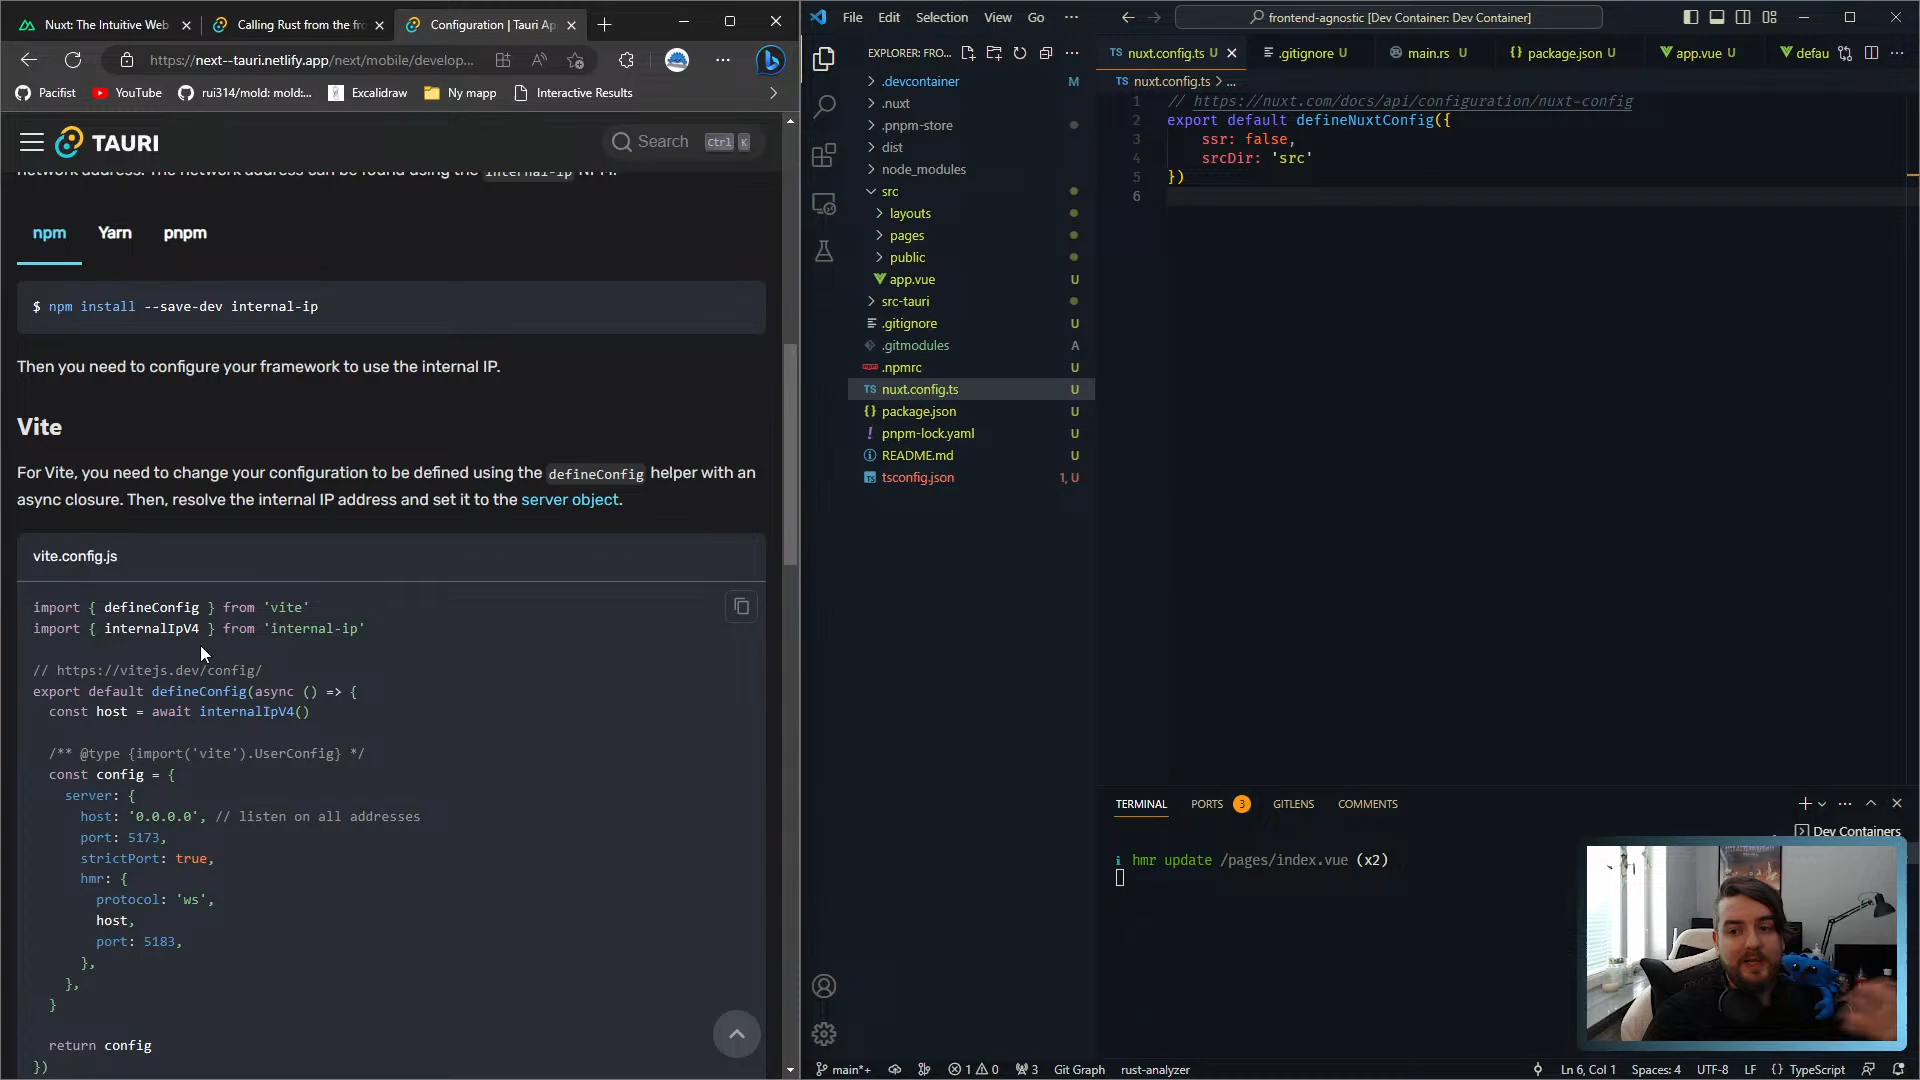 Nuxt: The Intuitive Web
Calling Rust from the fro
Configuration | Tauri Ap
https://next--tauri.netlify.app/next/mobile/develop...
Pacifist
YouTube
rui314/mold: mold:...
Excalidraw
My mapp
Interactive Results
TAURI
Search
Ctrl K
network address. The network address can be found using the internal-ip NPM.
npm
Yarn
pnpm
$ npm install --save-dev internal-ip
Then you need to configure your framework to use the internal IP.
Vite
For Vite, you need to change your configuration to be defined using the defineConfig helper with an
async closure. Then, resolve the internal IP address and set it to the server object.
vite.config.js
import { defineConfig } from 'vite'
import { internalIpV4 } from 'internal-ip'
// https://vitejs.dev/config/
export default defineConfig(async () => {
const host = await internalIpV4()
/** @type {import('vite').UserConfig} */
const config = {
server: {
host: '0.0.0.0', // listen on all addresses
port: 5173,
strictPort: true,
hmr: {
protocol: 'ws',
host,
port: 5183,
},
},
}
return config
})
File Edit Selection View Go ...
frontend-agnostic [Dev Container: Dev Container]
EXPLORER: FRO...
.devcontainer M
.nuxt
.pnpm-store
dist
node_modules
src
layouts
pages
public
app.vue U
src-tauri
.gitignore U
.gitmodules A
.npmrc U
TS nuxt.config.ts U
{} package.json U
! pnpm-lock.yaml U
README.md U
tsconfig.json 1, U
TS nuxt.config.ts U
.gitignore U
main.rs U
{} package.json U
app.vue U
defau
TS nuxt.config.ts > ...
1 // https://nuxt.com/docs/api/configuration/nuxt-config
2 export default defineNuxtConfig({
3 ssr: false,
4 srcDir: 'src'
5 })
6
TERMINAL PORTS 3 GITLENS COMMENTS
Dev Containers
i hmr update /pages/index.vue (x2)
main*+
1 0
3
Git Graph
rust-analyzer
Ln 6, Col 1
Spaces: 4
UTF-8
LF
{} TypeScript